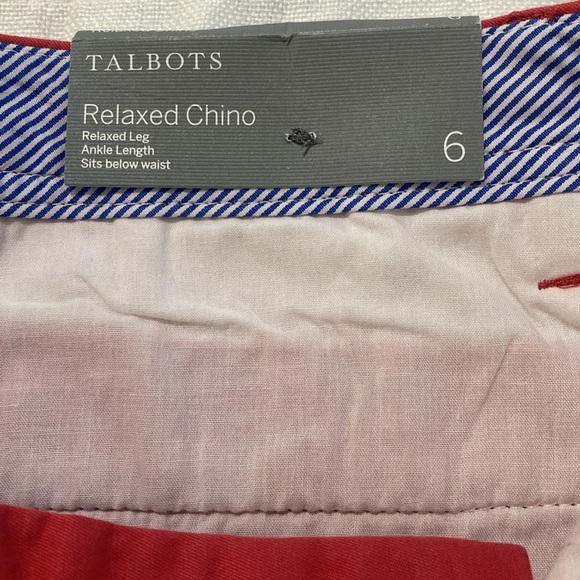 TALBOTS
Relaxed Chino
Relaxed Leg
Ankle Length
Sits below waist
6